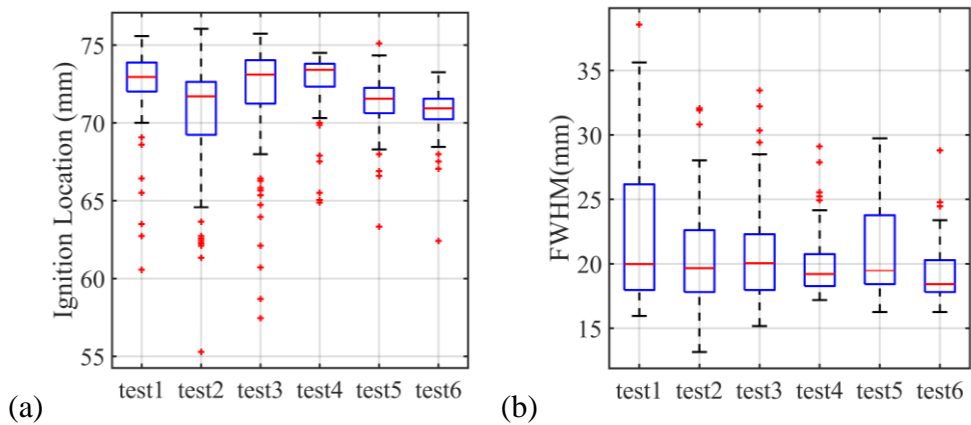 Ignition Location (mm)
75
70
65
60
55
test1 test2 test3 test4 test5 test6
(a)
FWHM(mm)
35
30
25
20
15
test1 test2 test3 test4 test5 test6
(b)